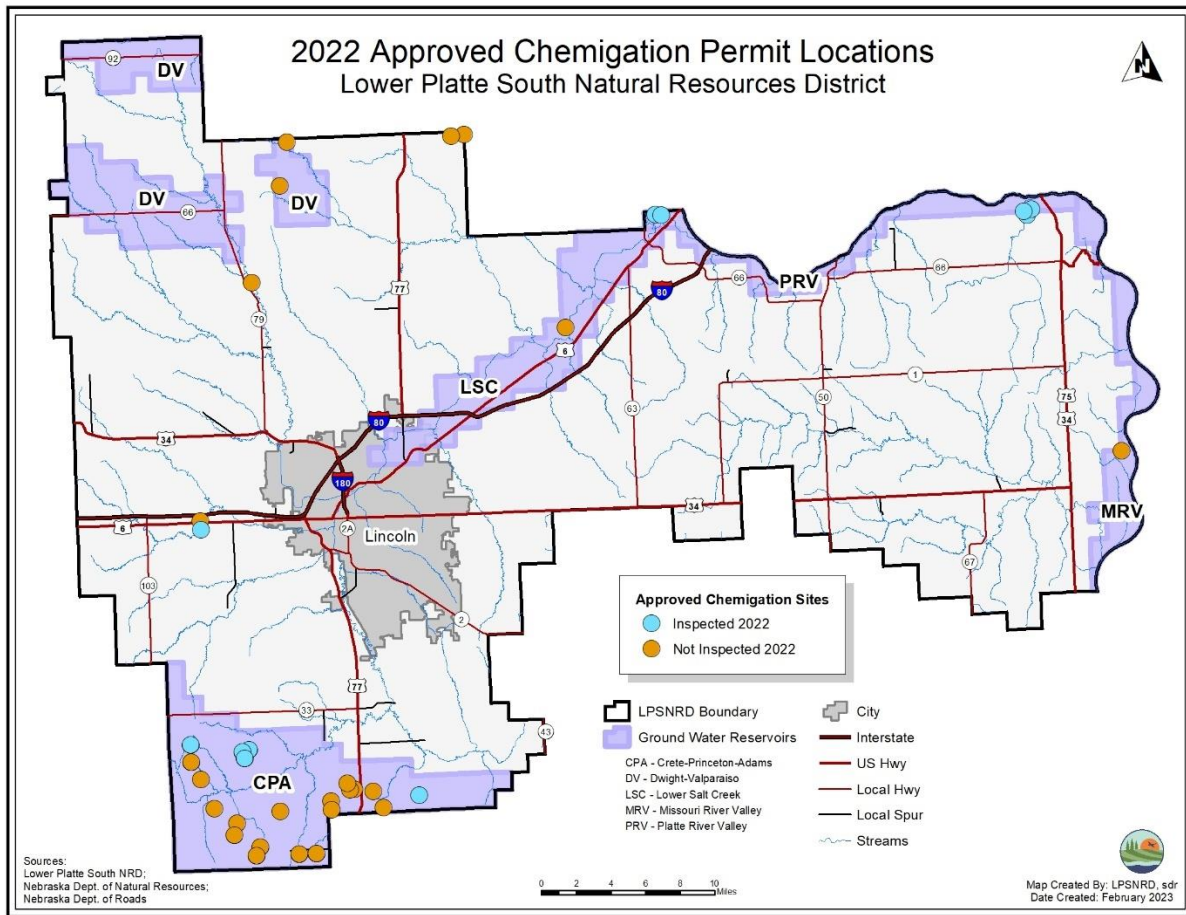 2022 Approved Chemigation Permit Locations
Lower Platte South Natural Resources District
N
92
DV
DV
66
DV
77
79
66
PRV
66
80
6
LSC
63
50
1
75
34
34
80
180
6
2A
Lincoln
34
MRV
67
103
2
77
33
43
CPA
Approved Chemigation Sites
Inspected 2022
Not Inspected 2022
LPSNRD Boundary
Ground Water Reservoirs
CPA - Crete-Princeton-Adams
DV - Dwight-Valparaiso
LSC - Lower Salt Creek
MRV - Missouri River Valley
PRV - Platte River Valley
City
Interstate
US Hwy
Local Hwy
Local Spur
Streams
Sources:
Lower Platte South NRD;
Nebraska Dept. of Natural Resources;
Nebraska Dept. of Roads
0 2 4 6 8 10
Miles
Map Created By: LPSNRD, sdr
Date Created: February 2023